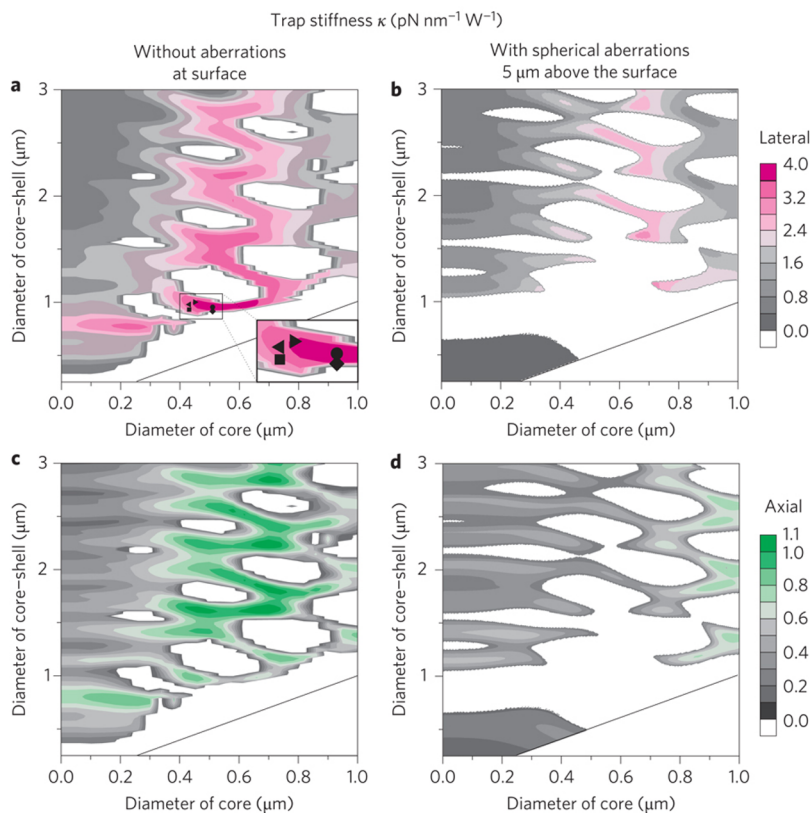 Trap stiffness κ (pN nm⁻¹ W⁻¹)
Without aberrations
at surface
With spherical aberrations
5 μm above the surface
a
3
2
1
Diameter of core–shell (μm)
0.0 0.2 0.4 0.6 0.8 1.0
Diameter of core (μm)
b
3
2
1
Diameter of core–shell (μm)
0.0 0.2 0.4 0.6 0.8 1.0
Diameter of core (μm)
Lateral
4.0
3.2
2.4
1.6
0.8
0.0
c
3
2
1
Diameter of core–shell (μm)
0.0 0.2 0.4 0.6 0.8 1.0
Diameter of core (μm)
d
3
2
1
Diameter of core–shell (μm)
0.0 0.2 0.4 0.6 0.8 1.0
Diameter of core (μm)
Axial
1.1
1.0
0.8
0.6
0.4
0.2
0.0